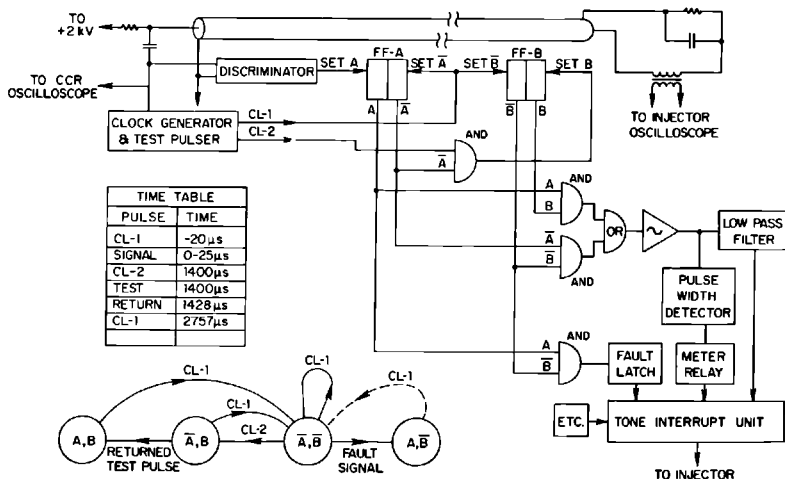 TO
+2 kV
TO CCR
OSCILLOSCOPE
DISCRIMINATOR
SET A
FF-A
SET A̅
SET B̅
FF-B
SET B
TO INJECTOR
OSCILLOSCOPE
CLOCK GENERATOR
& TEST PULSER
CL-1
CL-2
A
A̅
B̅
B
AND
A̅
TIME TABLE
PULSE TIME
CL-1 -20μs
SIGNAL 0-25μs
CL-2 1400μs
TEST 1400μs
RETURN 1428μs
CL-1 2757μs
AND
A
B
OR
~
LOW PASS
FILTER
A̅
B̅
AND
PULSE
WIDTH
DETECTOR
AND
A
B̅
FAULT
LATCH
METER
RELAY
ETC.
TONE INTERRUPT UNIT
TO INJECTOR
CL-1
CL-1
CL-1
CL-1
A,B
A̅,B
CL-2
A̅,B̅
A,B̅
RETURNED
TEST PULSE
FAULT
SIGNAL